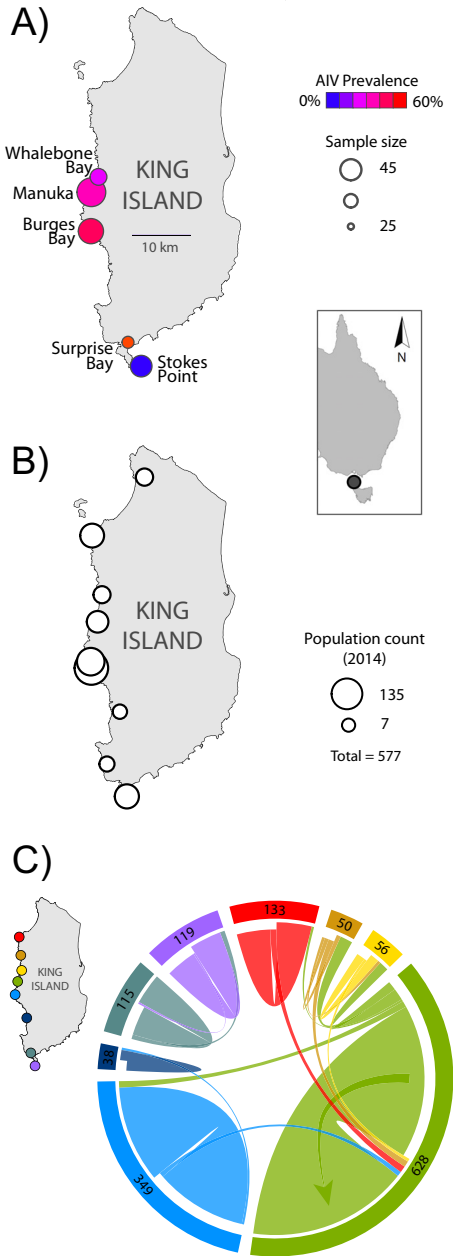 A)
AIV Prevalence
0% 60%
Sample size
45
25
Whalebone
Bay
Manuka
Burges
Bay
KING
ISLAND
10 km
Surprise
Bay
Stokes
Point
N
B)
KING
ISLAND
Population count
(2014)
135
7
Total = 577
C)
KING
ISLAND
133
50
56
119
115
38
349
628